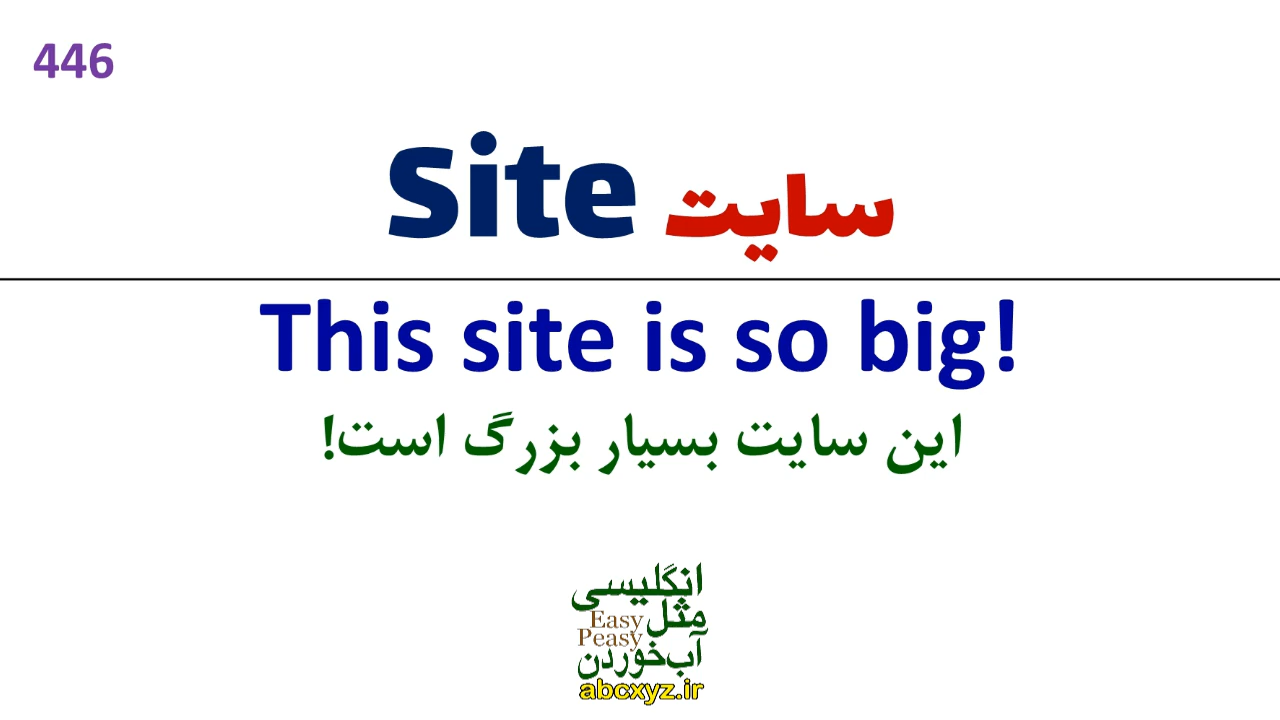 446
Site سایت
This site is so big!
این سایت بسیار بزرگ است!
انگلیسی
مثل
Easy
Peasy
آب‌خوردن
abcxyz.ir